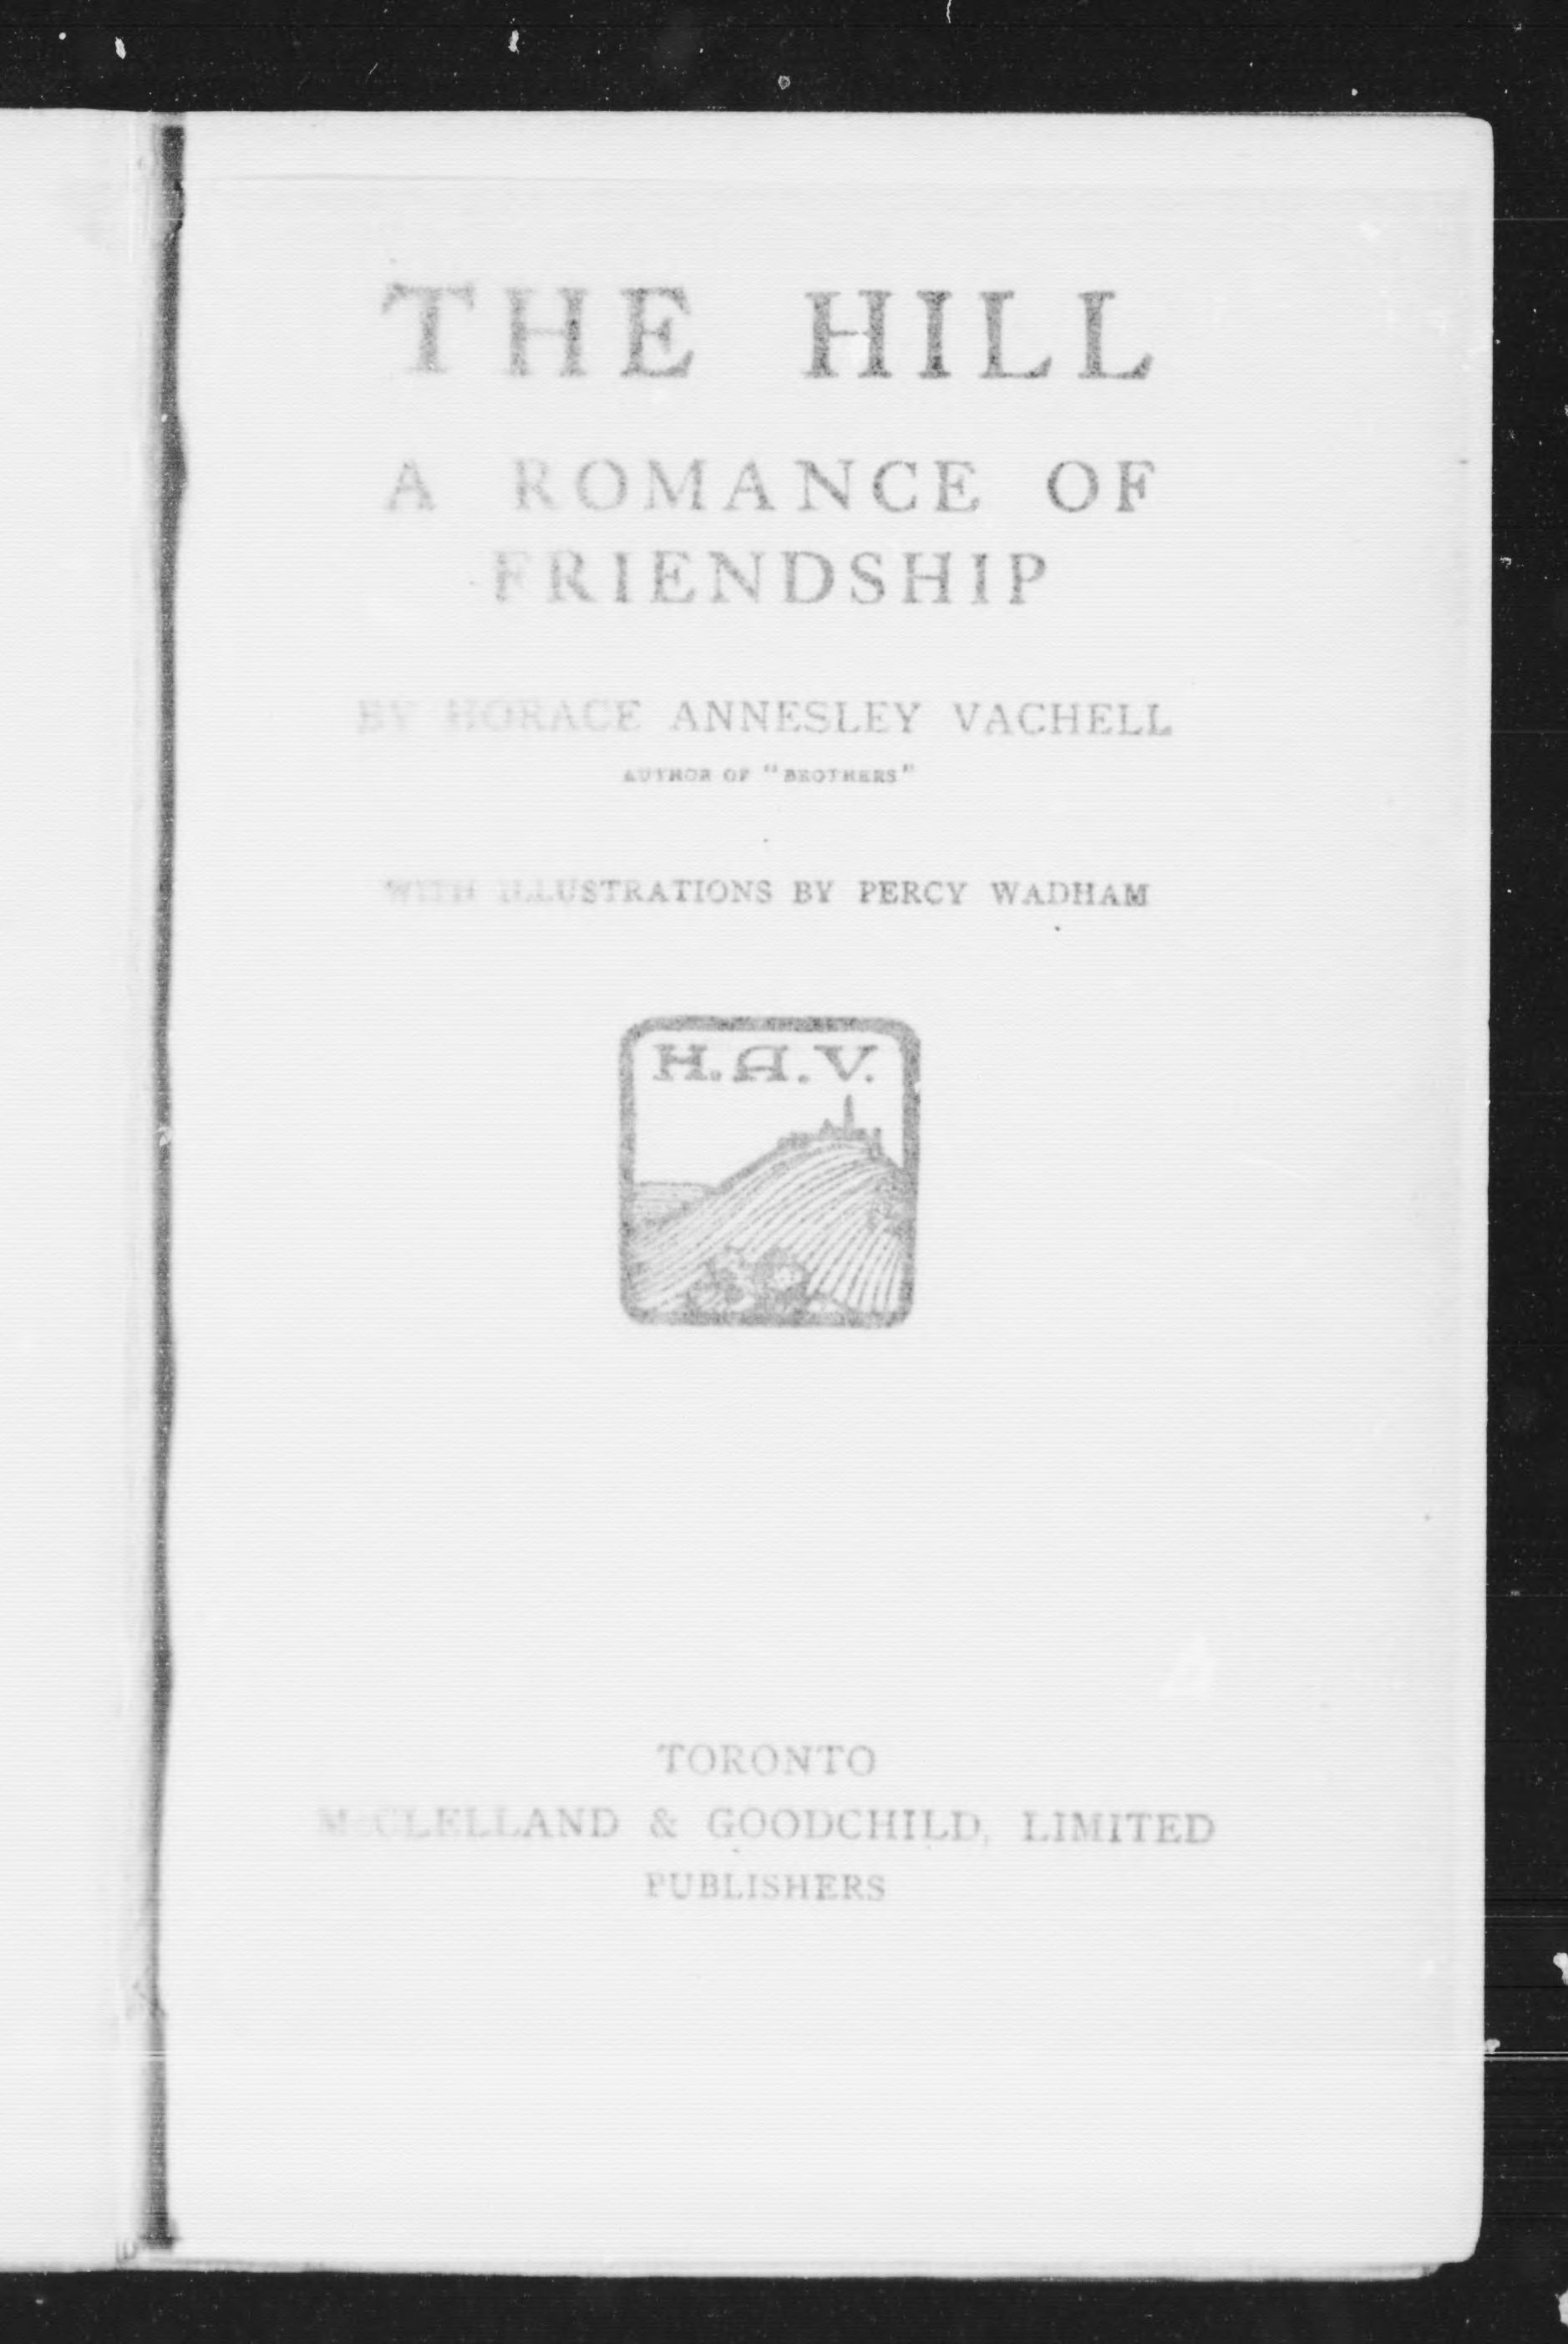 THE HILL
A ROMANCE OF
FRIENDSHIP
BY HORACE ANNESLEY VACHELL
AUTHOR OF "BROTHERS"
WITH ILLUSTRATIONS BY PERCY WADHAM
H.A.V.
TORONTO
McCLELLAND & GOODCHILD, LIMITED
PUBLISHERS